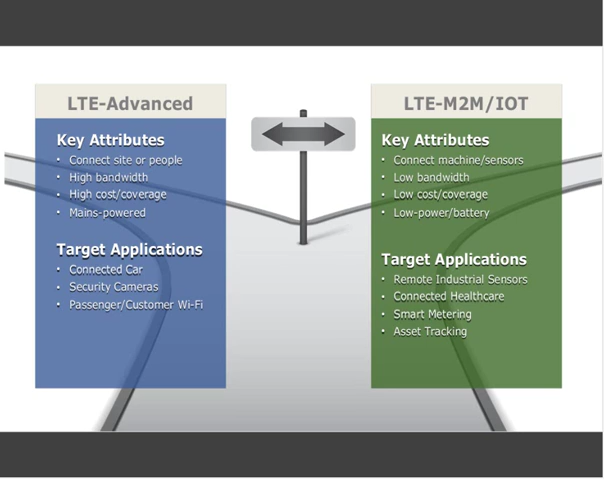 LTE-Advanced
Key Attributes
• Connect site or people
• High bandwidth
• High cost/coverage
• Mains-powered
Target Applications
• Connected Car
• Security Cameras
• Passenger/Customer Wi-Fi
LTE-M2M/IOT
Key Attributes
• Connect machine/sensors
• Low bandwidth
• Low cost/coverage
• Low-power/battery
Target Applications
• Remote Industrial Sensors
• Connected Healthcare
• Smart Metering
• Asset Tracking